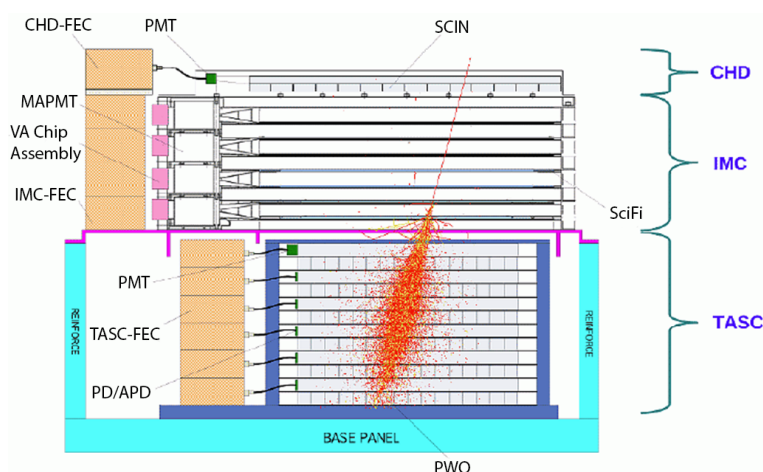 CHD-FEC
PMT
SCIN
CHD
MAPMT
VA Chip
Assembly
IMC
IMC-FEC
SciFi
PMT
REINFORCE
REINFORCE
TASC-FEC
TASC
PD/APD
BASE PANEL
PWO